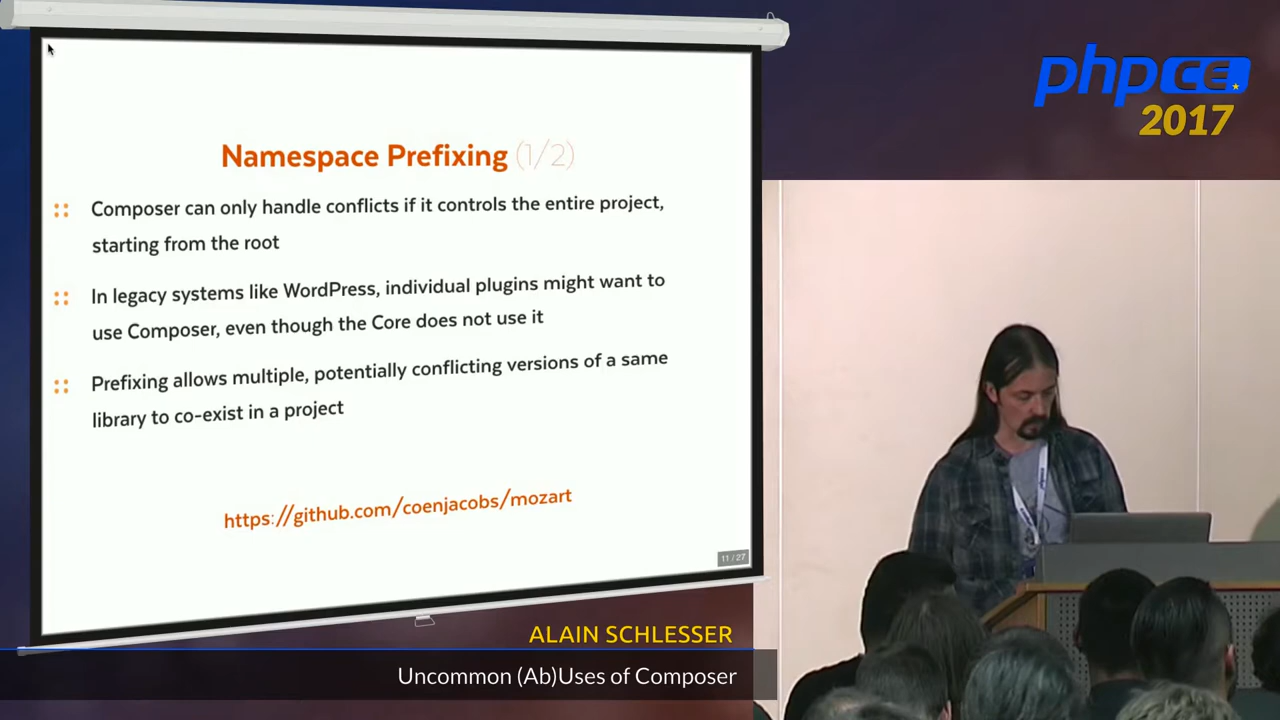 phpCE
2017
Namespace Prefixing (1/2)
Composer can only handle conflicts if it controls the entire project,
starting from the root
In legacy systems like WordPress, individual plugins might want to
use Composer, even though the Core does not use it
Prefixing allows multiple, potentially conflicting versions of a same
library to co-exist in a project
https://github.com/coenjacobs/mozart
11 / 27
ALAIN SCHLESSER
Uncommon (Ab)Uses of Composer